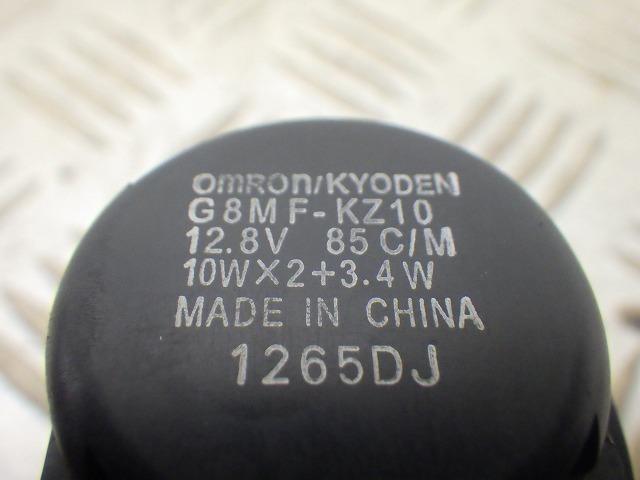 omRon/KYODEN
G8MF-KZ10
12.8V 85C/M
10W×2+3.4W
MADE IN CHINA
1265DJ